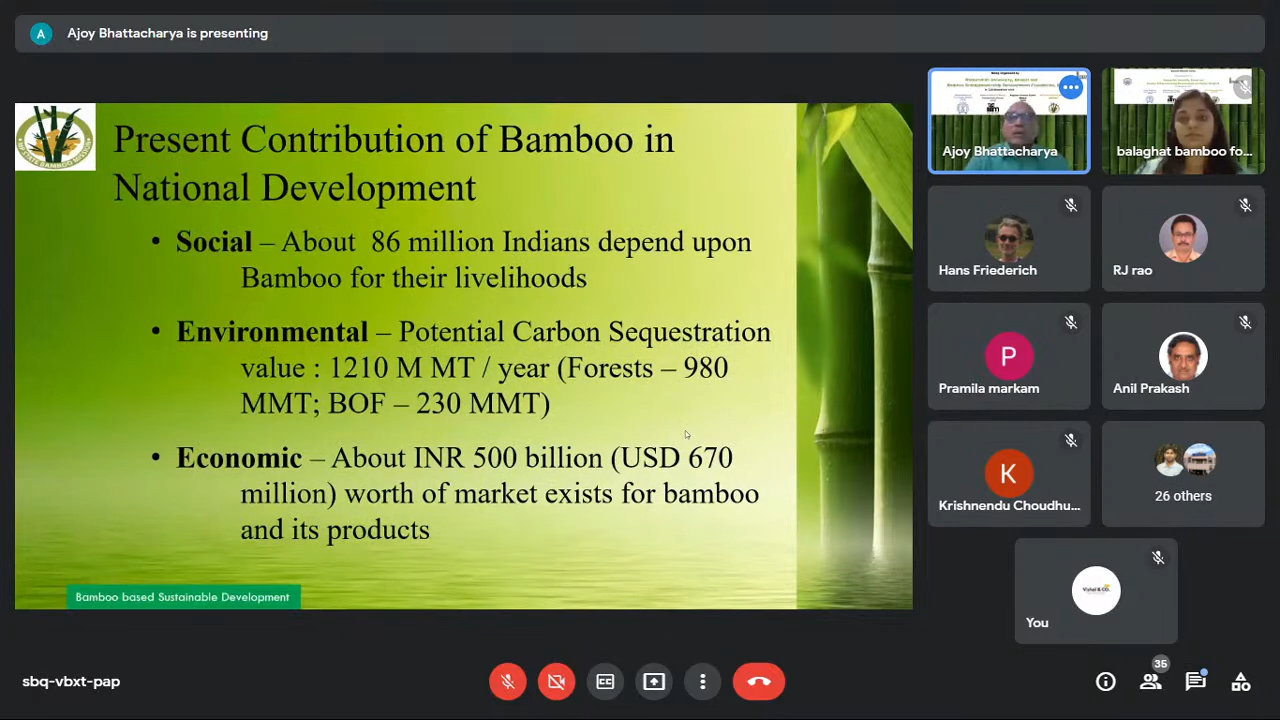 A Ajoy Bhattacharya is presenting
Present Contribution of Bamboo in
National Development
• Social – About 86 million Indians depend upon
Bamboo for their livelihoods
• Environmental – Potential Carbon Sequestration
value : 1210 M MT / year (Forests – 980
MMT; BOF – 230 MMT)
• Economic – About INR 500 billion (USD 670
million) worth of market exists for bamboo
and its products
Bamboo based Sustainable Development
Ajoy Bhattacharya
balaghat bamboo fo...
Hans Friederich
RJ rao
P
Pramila markam
Anil Prakash
K
Krishnendu Choudhu...
26 others
You
sbq-vbxt-pap
CC
35